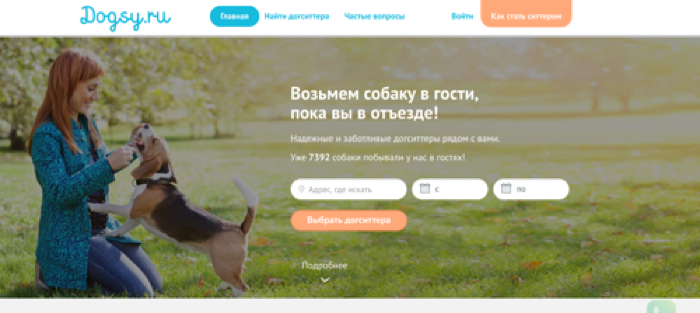 Dogsy.ru
Главная Найти догситтера Частые вопросы Войти Как стать ситтером
Возьмем собаку в гости,
пока вы в отъезде!
Надежные и заботливые догситтеры рядом с вами.
Уже 7392 собаки побывали у нас в гостях!
Адрес, где искать с по
Выбрать догситтера
Подробнее